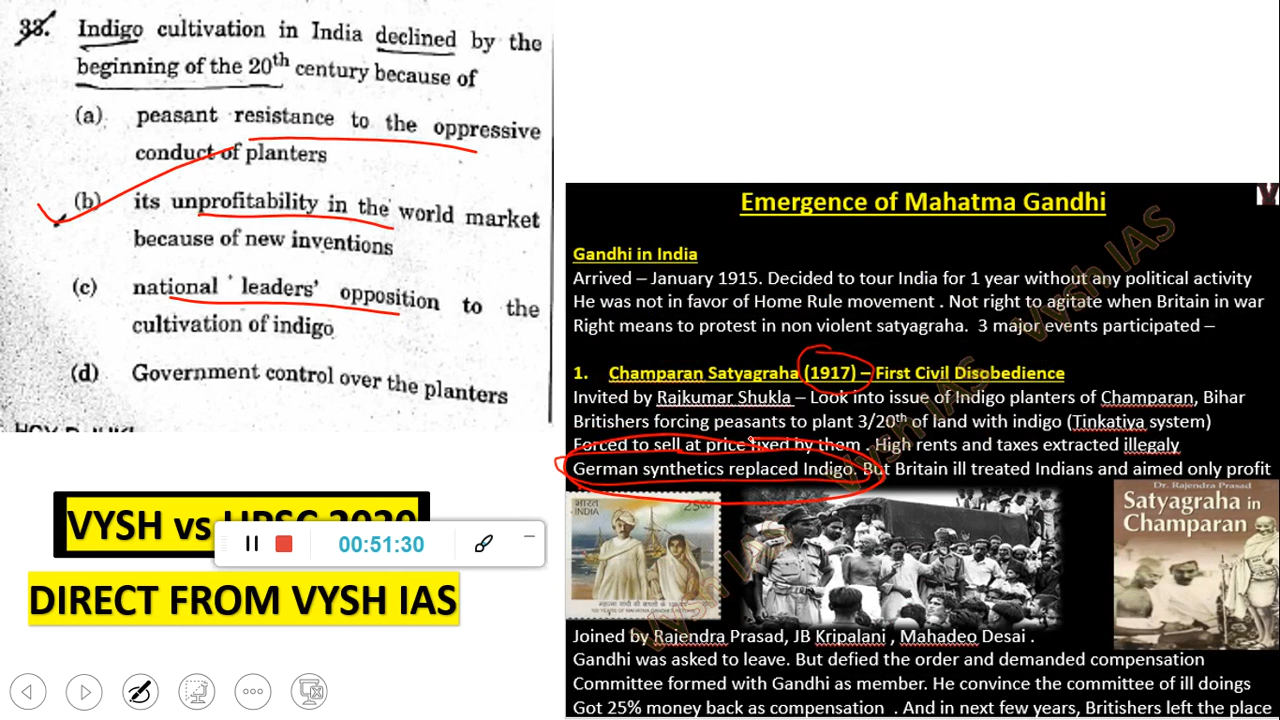 33. Indigo cultivation in India declined by the
beginning of the 20th century because of
(a) peasant resistance to the oppressive
conduct of planters
(b) its unprofitability in the world market
because of new inventions
(c) national leaders' opposition to the
cultivation of indigo
(d) Government control over the planters
VYSH vs UPSC 2020
00:51:30
DIRECT FROM VYSH IAS
Emergence of Mahatma Gandhi
Gandhi in India
Arrived – January 1915. Decided to tour India for 1 year without any political activity
He was not in favor of Home Rule movement . Not right to agitate when Britain in war
Right means to protest in non violent satyagraha. 3 major events participated –
1. Champaran Satyagraha (1917) – First Civil Disobedience
Invited by Rajkumar Shukla – Look into issue of Indigo planters of Champaran, Bihar
Britishers forcing peasants to plant 3/20th of land with indigo (Tinkatiya system)
Forced to sell at price fixed by them . High rents and taxes extracted illegaly
German synthetics replaced Indigo. But Britain ill treated Indians and aimed only profit
भारत
INDIA
2500
Dr. Rajendra Prasad
Satyagraha in
Champaran
Joined by Rajendra Prasad, JB Kripalani , Mahadeo Desai .
Gandhi was asked to leave. But defied the order and demanded compensation
Committee formed with Gandhi as member. He convince the committee of ill doings
Got 25% money back as compensation . And in next few years, Britishers left the place
Vysh IAS
Vysh IAS
Vysh IAS
Vysh IAS